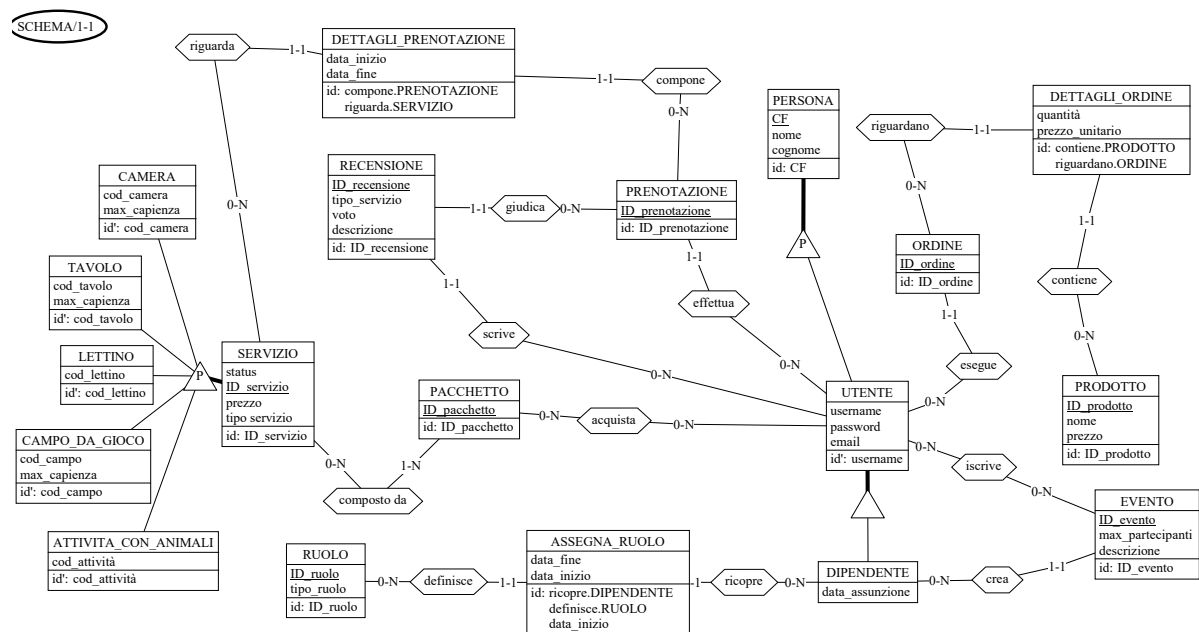 SCHEMA/1-1
riguarda
1-1
DETTAGLI_PRENOTAZIONE
data_inizio
data_fine
id: compone.PRENOTAZIONE
riguarda.SERVIZIO
1-1
compone
0-N
PERSONA
CF
nome
cognome
id: CF
P
riguardano
1-1
DETTAGLI_ORDINE
quantità
prezzo_unitario
id: contiene.PRODOTTO
riguardano.ORDINE
0-N
1-1
CAMERA
cod_camera
max_capienza
id': cod_camera
0-N
RECENSIONE
ID_recensione
tipo_servizio
voto
descrizione
id: ID_recensione
1-1
giudica
0-N
PRENOTAZIONE
ID_prenotazione
id: ID_prenotazione
1-1
ORDINE
ID_ordine
id: ID_ordine
1-1
contiene
0-N
TAVOLO
cod_tavolo
max_capienza
id': cod_tavolo
1-1
scrive
0-N
effettua
0-N
esegue
0-N
LETTINO
cod_lettino
id': cod_lettino
P
SERVIZIO
status
ID_servizio
prezzo
tipo servizio
id: ID_servizio
PACCHETTO
ID_pacchetto
id: ID_pacchetto
0-N
acquista
0-N
UTENTE
username
password
email
id': username
PRODOTTO
ID_prodotto
nome
prezzo
id: ID_prodotto
CAMPO_DA_GIOCO
cod_campo
max_capienza
id': cod_campo
0-N
1-N
composto da
0-N
iscrive
0-N
ATTIVITA_CON_ANIMALI
cod_attività
id': cod_attività
RUOLO
ID_ruolo
tipo_ruolo
id: ID_ruolo
0-N
definisce
1-1
ASSEGNA_RUOLO
data_fine
data_inizio
id: ricopre.DIPENDENTE
definisce.RUOLO
data_inizio
-1
ricopre
0-N
DIPENDENTE
data_assunzione
0-N
crea
1-1
EVENTO
ID_evento
max_partecipanti
descrizione
id: ID_evento